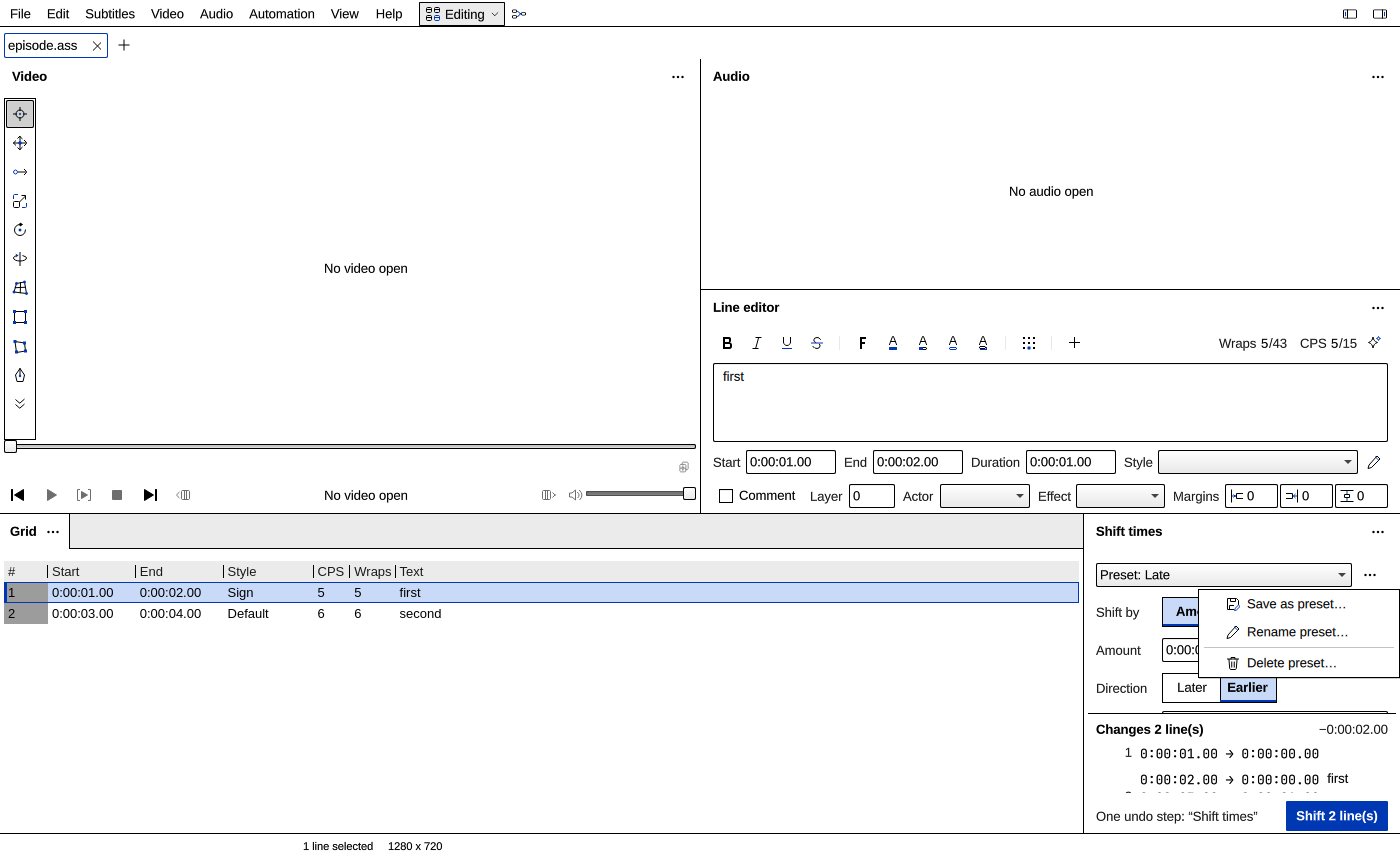 File Edit Subtitles Video Audio Automation View Help Editing
episode.ass
Video
Audio
No video open
No audio open
Line editor
B I U S F A A A A Wraps 5/43 CPS 5/15
first
Start 0:00:01.00 End 0:00:02.00 Duration 0:00:01.00 Style
Comment Layer 0 Actor Effect Margins 0 0 0
No video open
Grid
# Start End Style CPS Wraps Text
1 0:00:01.00 0:00:02.00 Sign 5 5 first
2 0:00:03.00 0:00:04.00 Default 6 6 second
Shift times
Preset: Late
Save as preset…
Rename preset…
Delete preset…
Shift by
Amount
Direction Later Earlier
Changes 2 line(s) −0:00:02.00
1 0:00:01.00 → 0:00:00.00
0:00:02.00 → 0:00:00.00 first
One undo step: “Shift times” Shift 2 line(s)
1 line selected 1280 x 720